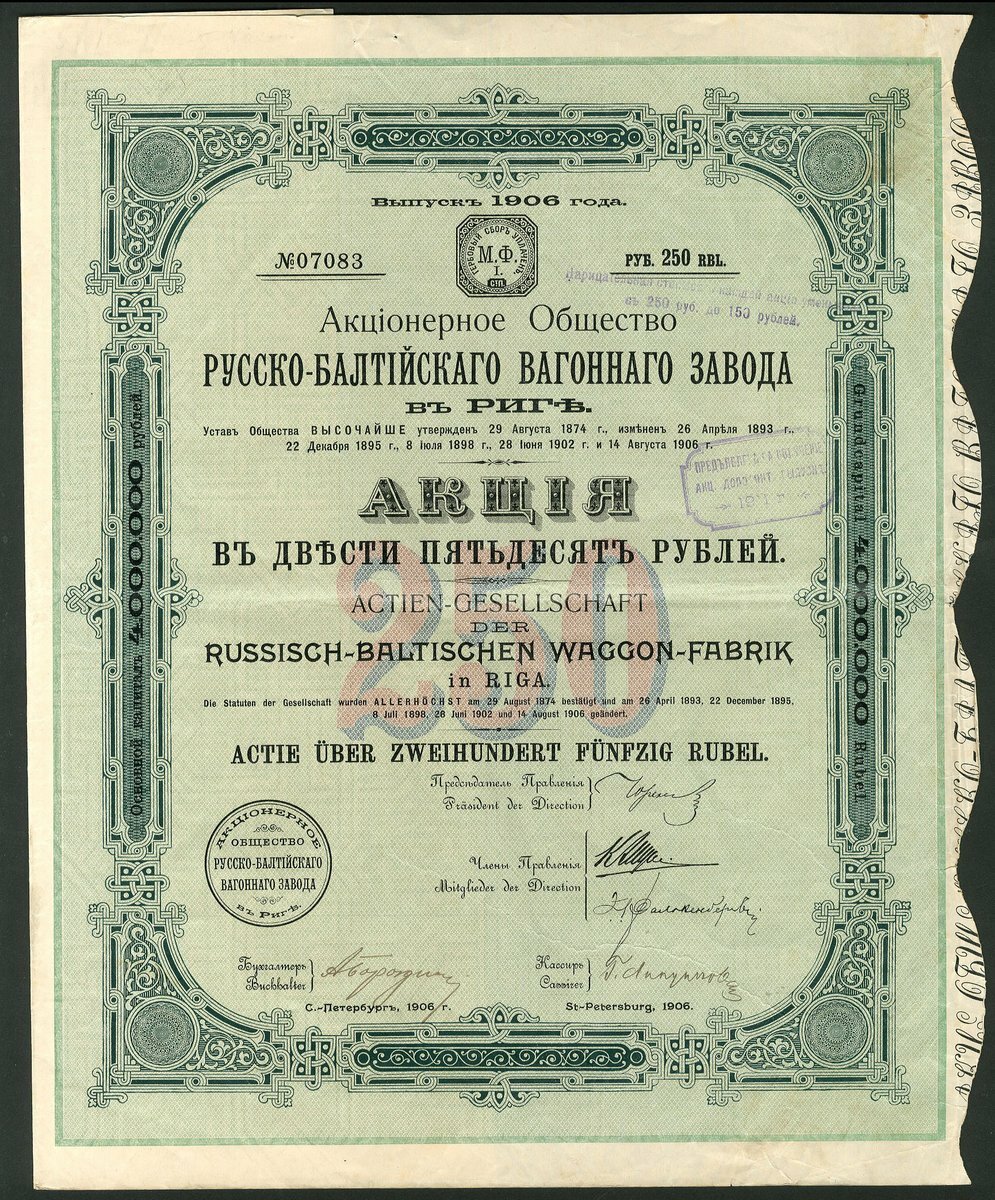 Выпускъ 1906 года.
№07083
ГЕРБОВЫЙ СБОРЪ УПЛАЧЕНЪ.
М.Ф.
I.
СПП.
РУБ. 250 RBL.
Нарицательная
съ 250 руб. до 150 рублей.
Акціонерное Общество
РУССКО-БАЛТІЙСКАГО ВАГОННАГО ЗАВОДА
ВЪ РИГѢ.
Уставъ Общества ВЫСОЧАЙШЕ утвержденъ 29 Августа 1874 г., измѣненъ 26 Апрѣля 1893 г.,
22 Декабря 1895 г., 8 Іюля 1898 г., 28 Іюня 1902 г. и 14 Августа 1906 г.
АКЦІЯ
ВЪ ДВѢСТИ ПЯТЬДЕСЯТЪ РУБЛЕЙ.
250
ACTIEN-GESELLSCHAFT
DER
RUSSISCH-BALTISCHEN WAGGON-FABRIK
in RIGA.
Die Statuten der Gesellschaft wurden ALLERHÖCHST am 29 August 1874 bestätigt und am 26 April 1893, 22 December 1895,
8 Juli 1898, 28 Juni 1902 und 14 August 1906 geändert.
ACTIE ÜBER ZWEIHUNDERT FÜNFZIG RUBEL.
Предсѣдатель Правленія
Präsident der Direction
Члены Правленія
Mitglieder der Direction
АКЦІОНЕРНОЕ
ОБЩЕСТВО
РУССКО-БАЛТІЙСКАГО
ВАГОННАГО ЗАВОДА
въ Ригѣ.
Бухгалтеръ
Buchhalter
Кассиръ
Cassirer
С.-Петербургъ, 1906 г.
St-Petersburg, 1906.
Основной капиталъ 4.000.000 рублей.
Grundcapital 4.000.000 Rubel.